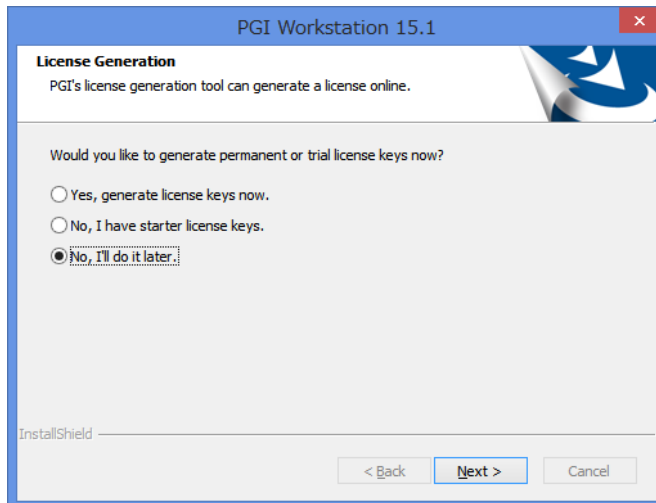 PGI Workstation 15.1
License Generation
PGI's license generation tool can generate a license online.
Would you like to generate permanent or trial license keys now?
Yes, generate license keys now.
No, I have starter license keys.
No, I'll do it later.
InstallShield
< Back
Next >
Cancel